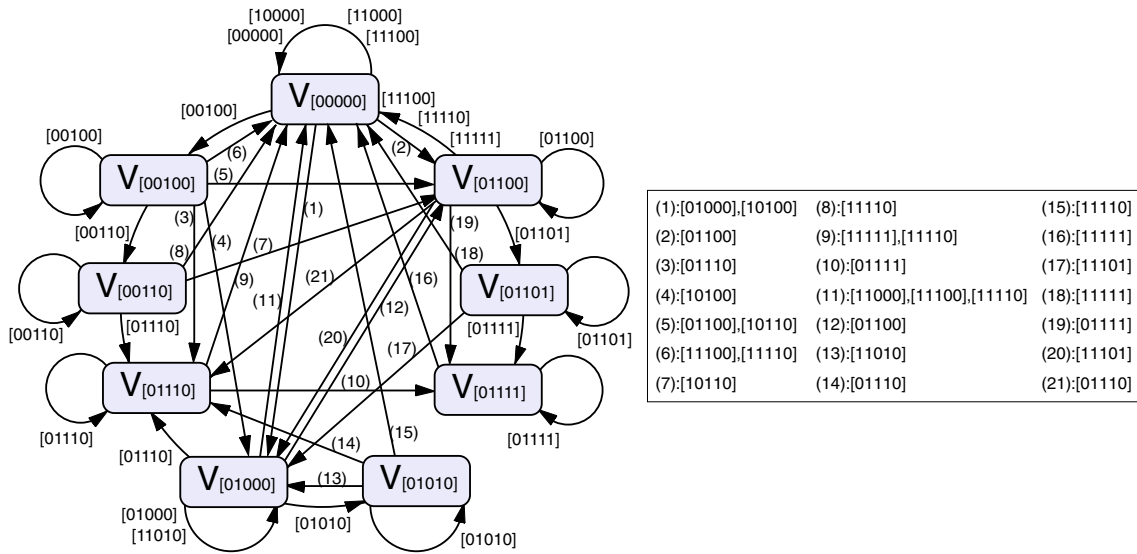 [10000] [11000]
[00000] [11100]
V[00000]
[00100]
[11100]
[11110]
[11111]
[00100]
(6)
(2)
[01100]
V[00100]
(5)
V[01100]
[00110]
(3)
(4)
(1)
(19)
[01101]
(8)
(7)
(18)
V[00110]
(9)
(11)
(21)
(16)
V[01101]
[00110]
[01110]
(20)
(12)
[01111]
[01101]
(17)
V[01110]
(10)
V[01111]
[01110]
[01111]
[01110]
(14)
(15)
V[01000]
(13)
V[01010]
[01000]
[11010]
[01010]
[01010]
(1):[01000],[10100] (8):[11110] (15):[11110]
(2):[01100] (9):[11111],[11110] (16):[11111]
(3):[01110] (10):[01111] (17):[11101]
(4):[10100] (11):[11000],[11100],[11110] (18):[11111]
(5):[01100],[10110] (12):[01100] (19):[01111]
(6):[11100],[11110] (13):[11010] (20):[11101]
(7):[10110] (14):[01110] (21):[01110]